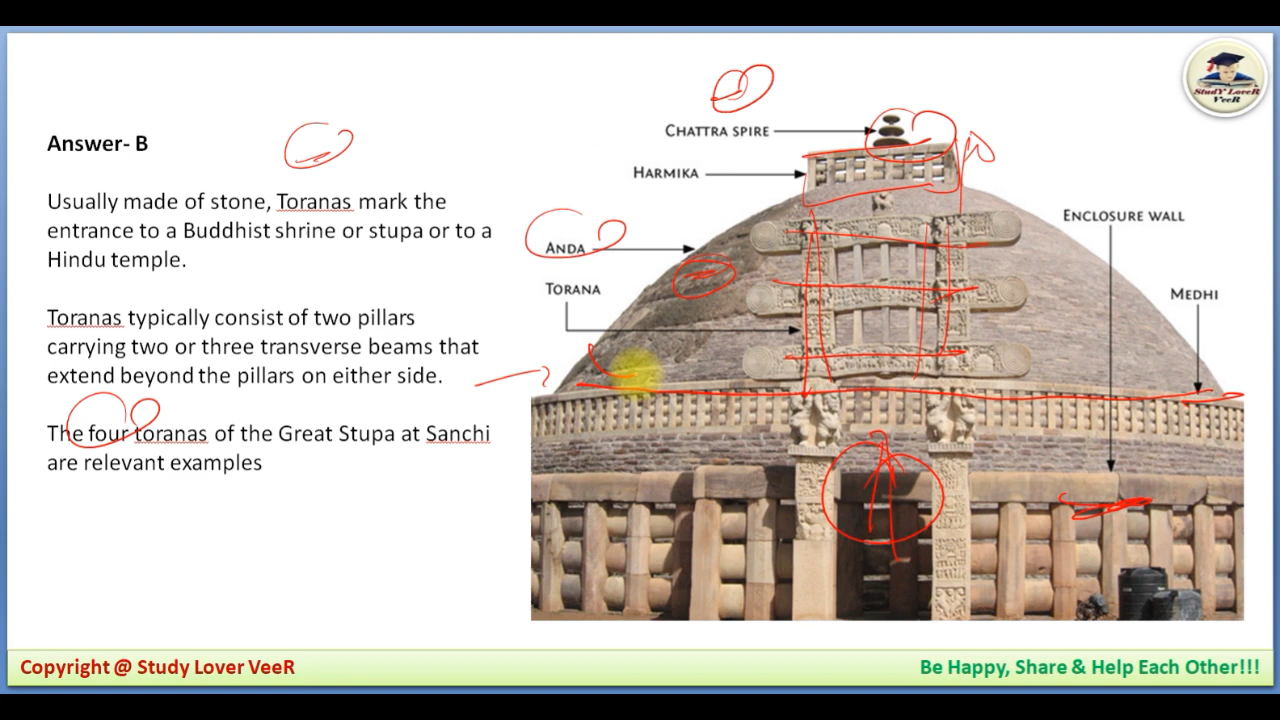 StudY LoveR
VeeR
Answer- B
Usually made of stone, Toranas mark the
entrance to a Buddhist shrine or stupa or to a
Hindu temple.
Toranas typically consist of two pillars
carrying two or three transverse beams that
extend beyond the pillars on either side.
The four toranas of the Great Stupa at Sanchi
are relevant examples
CHATTRA SPIRE
HARMIKA
ANDA
TORANA
ENCLOSURE WALL
MEDHI
Copyright @ Study Lover VeeR
Be Happy, Share & Help Each Other!!!